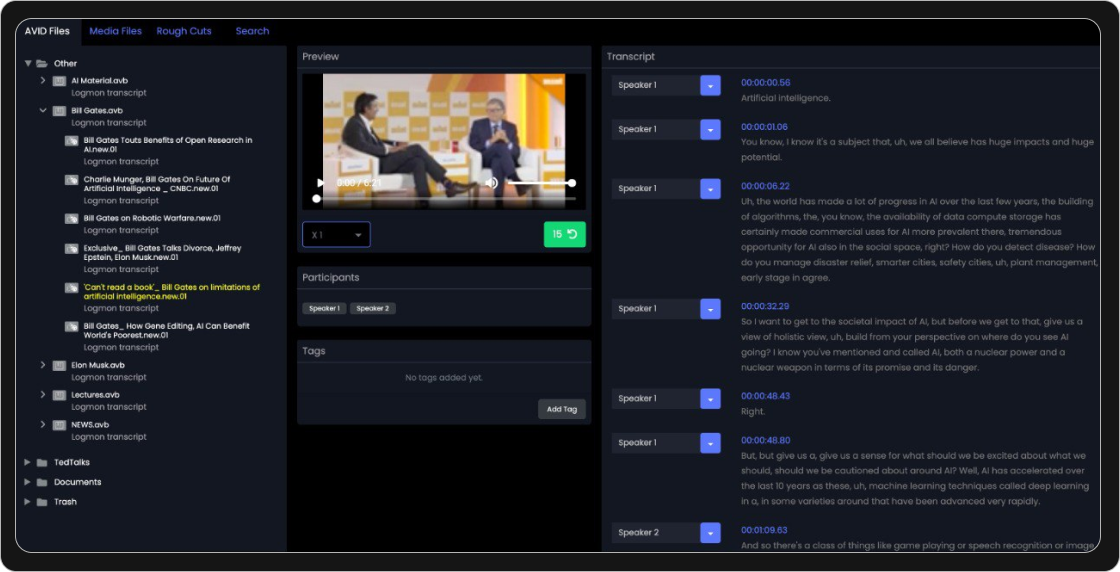 AVID Files
Media Files
Rough Cuts
Search
Other
AI Material.avb
Logmon transcript
Bill Gates.avb
Logmon transcript
Bill Gates Touts Benefits of Open Research in
AI.new.01
Logmon transcript
Charlie Munger, Bill Gates On Future Of
Artificial Intelligence _ CNBC.new.01
Logmon transcript
Bill Gates on Robotic Warfare.new.01
Logmon transcript
Exclusive_ Bill Gates Talks Divorce, Jeffrey
Epstein, Elon Musk.new.01
Logmon transcript
'Can't read a book'_ Bill Gates on limitations of
artificial intelligence.new.01
Logmon transcript
Bill Gates_ How Gene Editing, AI Can Benefit
World's Poorest.new.01
Logmon transcript
Elon Musk.avb
Logmon transcript
Lectures.avb
Logmon transcript
NEWS.avb
Logmon transcript
TedTalks
Documents
Trash
Preview
0:00 / 6:21
X 1
15
Participants
Speaker 1
Speaker 2
Tags
No tags added yet.
Add Tag
Transcript
Speaker 1
00:00:00.56
Artificial intelligence.
Speaker 1
00:00:01.06
You know, I know it's a subject that, uh, we all believe has huge impacts and huge
potential.
Speaker 1
00:00:06.22
Uh, the world has made a lot of progress in AI over the last few years, the building
of algorithms, the, you know, the availability of data compute storage has
certainly made commercial uses for AI more prevalent there, tremendous
opportunity for AI also in the social space, right? How do you detect disease? How
do you manage disaster relief, smarter cities, safety cities, uh, plant management,
early stage in agree.
Speaker 1
00:00:32.29
So I want to get to the societal impact of AI, but before we get to that, give us a
view of holistic view, uh, build from your perspective on where do you see AI
going? I know you've mentioned and called AI, both a nuclear power and a
nuclear weapon in terms of its promise and its danger.
Speaker 1
00:00:48.43
Right.
Speaker 1
00:00:48.80
But, but give us a, give us a sense for what should we be excited about what we
should, should we be cautioned about around AI? Well, AI has accelerated over
the last 10 years as these, uh, machine learning techniques called deep learning
in a, in some varieties around that have been advanced very rapidly.
Speaker 2
00:01:09.63
And so there's a class of things like game playing or speech recognition or image